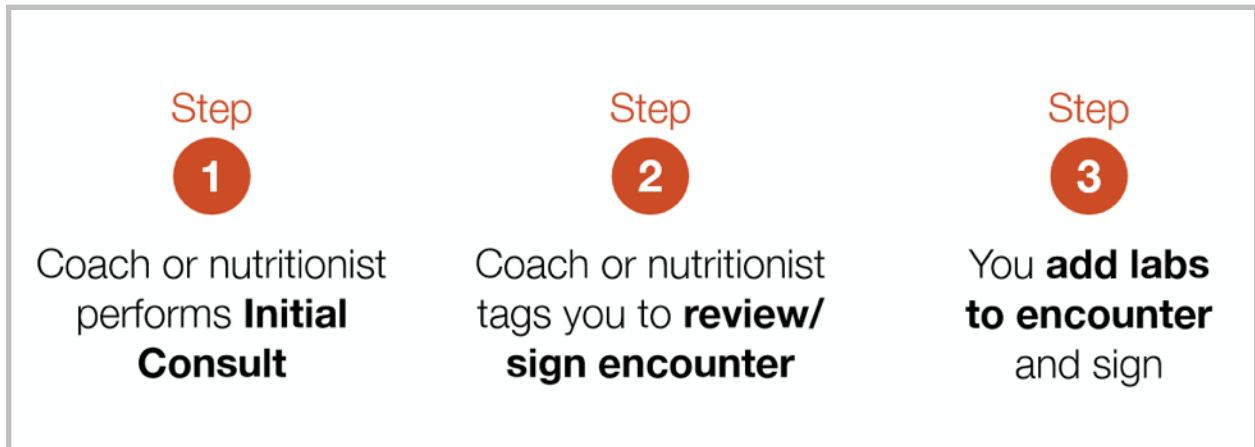 Step
1
Coach or nutritionist
performs Initial
Consult
Step
2
Coach or nutritionist
tags you to review/
sign encounter
Step
3
You add labs
to encounter
and sign